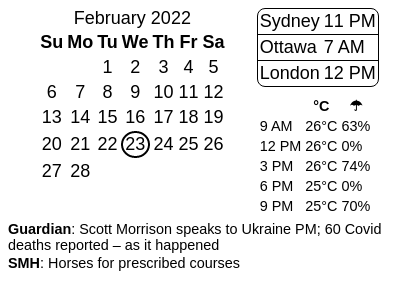 February 2022
Su Mo Tu We Th Fr Sa
1 2 3 4 5
6 7 8 9 10 11 12
13 14 15 16 17 18 19
20 21 22 23 24 25 26
27 28
Sydney 11 PM
Ottawa 7 AM
London 12 PM
°C ☂
9 AM 26°C 63%
12 PM 26°C 0%
3 PM 26°C 74%
6 PM 25°C 0%
9 PM 25°C 70%
Guardian: Scott Morrison speaks to Ukraine PM; 60 Covid
deaths reported – as it happened
SMH: Horses for prescribed courses